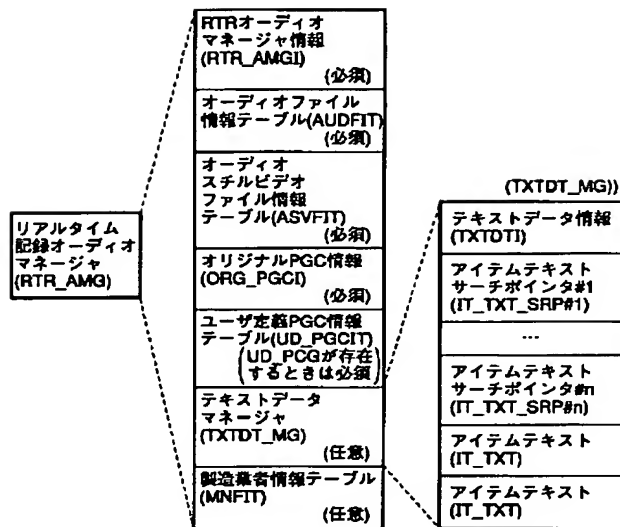 リアルタイム
記録オーディオ
マネージャ
(RTR_AMG)
RTRオーディオ
マネージャ情報
(RTR_AMGI)
(必須)
オーディオファイル
情報テーブル(AUDFIT)
(必須)
オーディオ
スチルビデオ
ファイル情報
テーブル(ASVFIT)
(必須)
オリジナルPGC情報
(ORG_PGCI)
(必須)
ユーザ定義PGC情報
テーブル(UD_PGCIT)
(UD_PCGが存在
するときは必須)
テキストデータ
マネージャ
(TXTDT_MG)
(任意)
製造業者情報テーブル
(MNFIT)
(任意)
(TXTDT_MG))
テキストデータ情報
(TXTDTI)
アイテムテキスト
サーチポインタ#1
(IT_TXT_SRP#1)
...
アイテムテキスト
サーチポインタ#n
(IT_TXT_SRP#n)
アイテムテキスト
(IT_TXT)
アイテムテキスト
(IT_TXT)